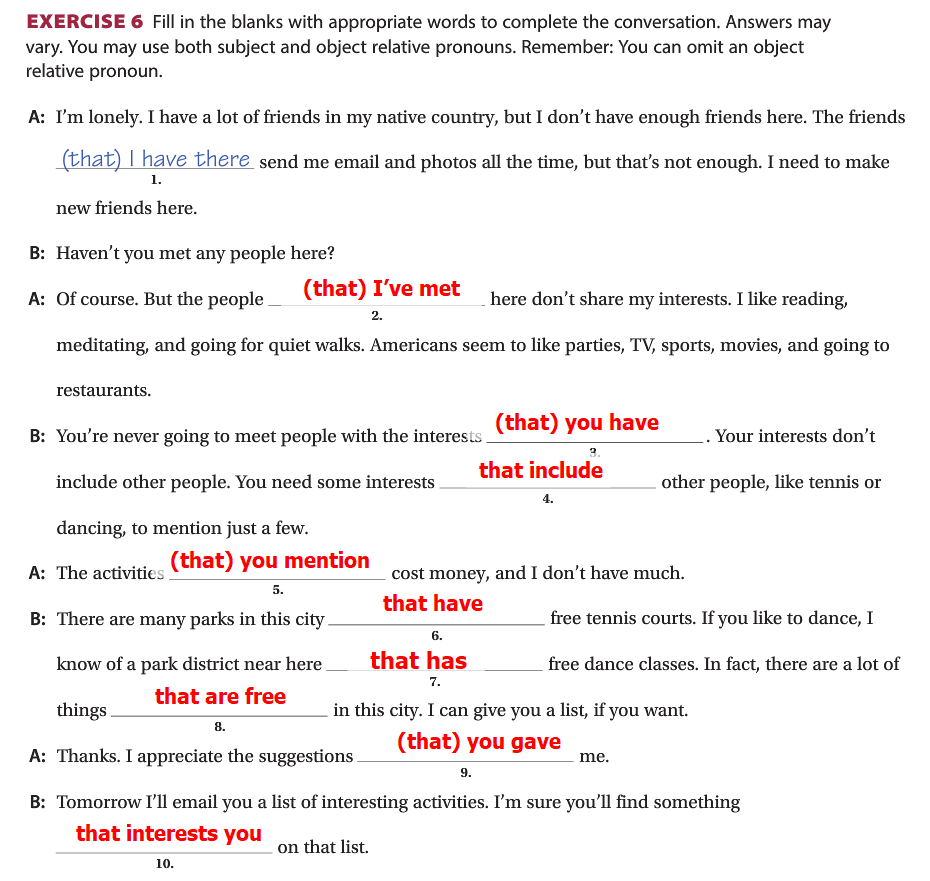 EXERCISE 6 Fill in the blanks with appropriate words to complete the conversation. Answers may
vary. You may use both subject and object relative pronouns. Remember: You can omit an object
relative pronoun.
A: I'm lonely. I have a lot of friends in my native country, but I don't have enough friends here. The friends
(that) I have there send me email and photos all the time, but that's not enough. I need to make
1.
new friends here.
B: Haven't you met any people here?
A: Of course. But the people (that) I've met here don't share my interests. I like reading,
2.
meditating, and going for quiet walks. Americans seem to like parties, TV, sports, movies, and going to
restaurants.
B: You're never going to meet people with the interests (that) you have. Your interests don't
3.
include other people. You need some interests that include other people, like tennis or
4.
dancing, to mention just a few.
A: The activities (that) you mention cost money, and I don't have much.
5.
B: There are many parks in this city that have free tennis courts. If you like to dance, I
6.
know of a park district near here that has free dance classes. In fact, there are a lot of
7.
things that are free in this city. I can give you a list, if you want.
8.
A: Thanks. I appreciate the suggestions (that) you gave me.
9.
B: Tomorrow I'll email you a list of interesting activities. I'm sure you'll find something
that interests you on that list.
10.